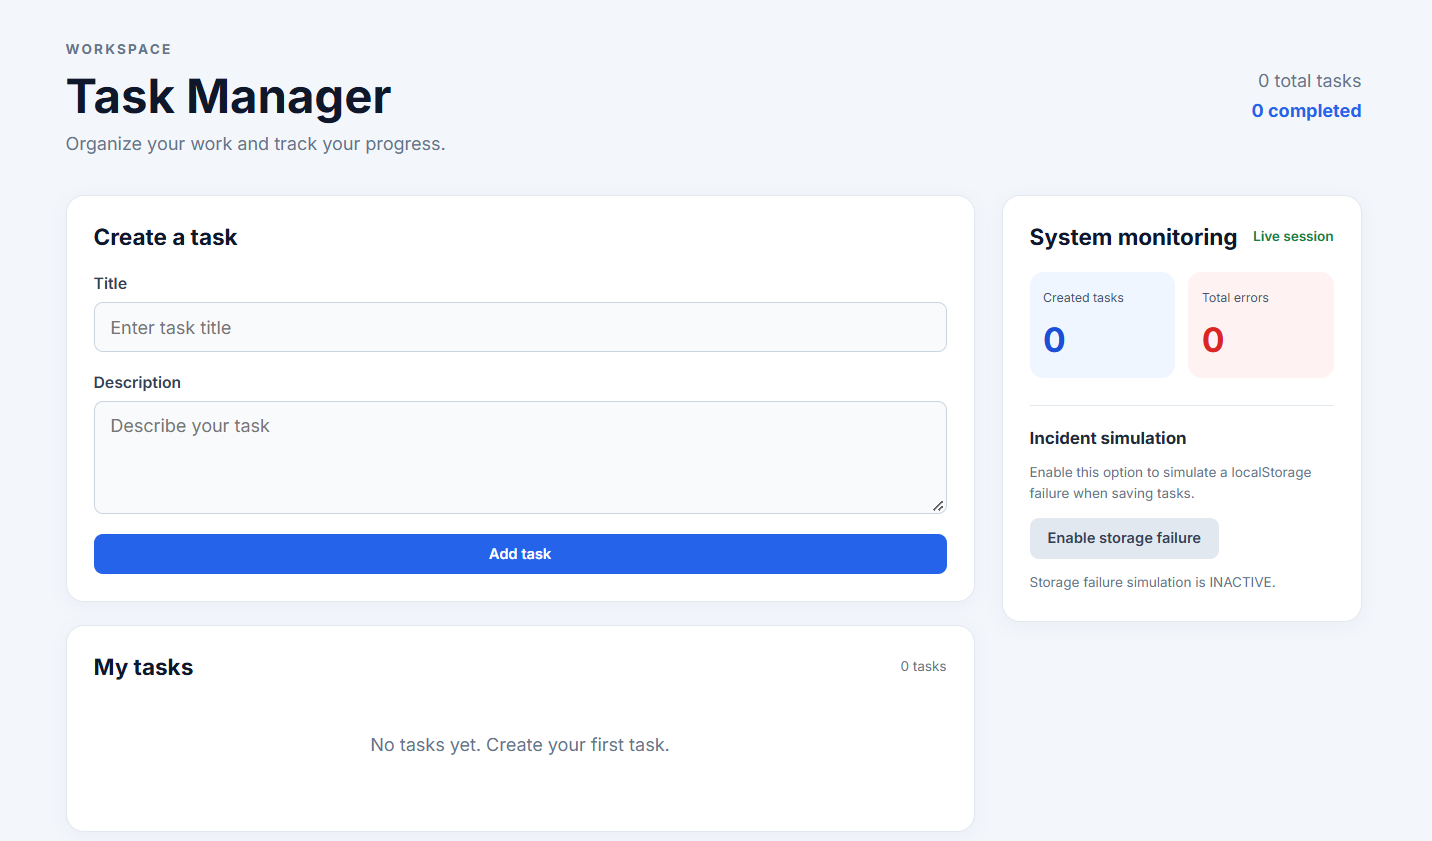 WORKSPACE
Task Manager
Organize your work and track your progress.
0 total tasks
0 completed
Create a task
Title
Enter task title
Description
Describe your task
Add task
My tasks
0 tasks
No tasks yet. Create your first task.
System monitoring
Live session
Created tasks
0
Total errors
0
Incident simulation
Enable this option to simulate a localStorage
failure when saving tasks.
Enable storage failure
Storage failure simulation is INACTIVE.